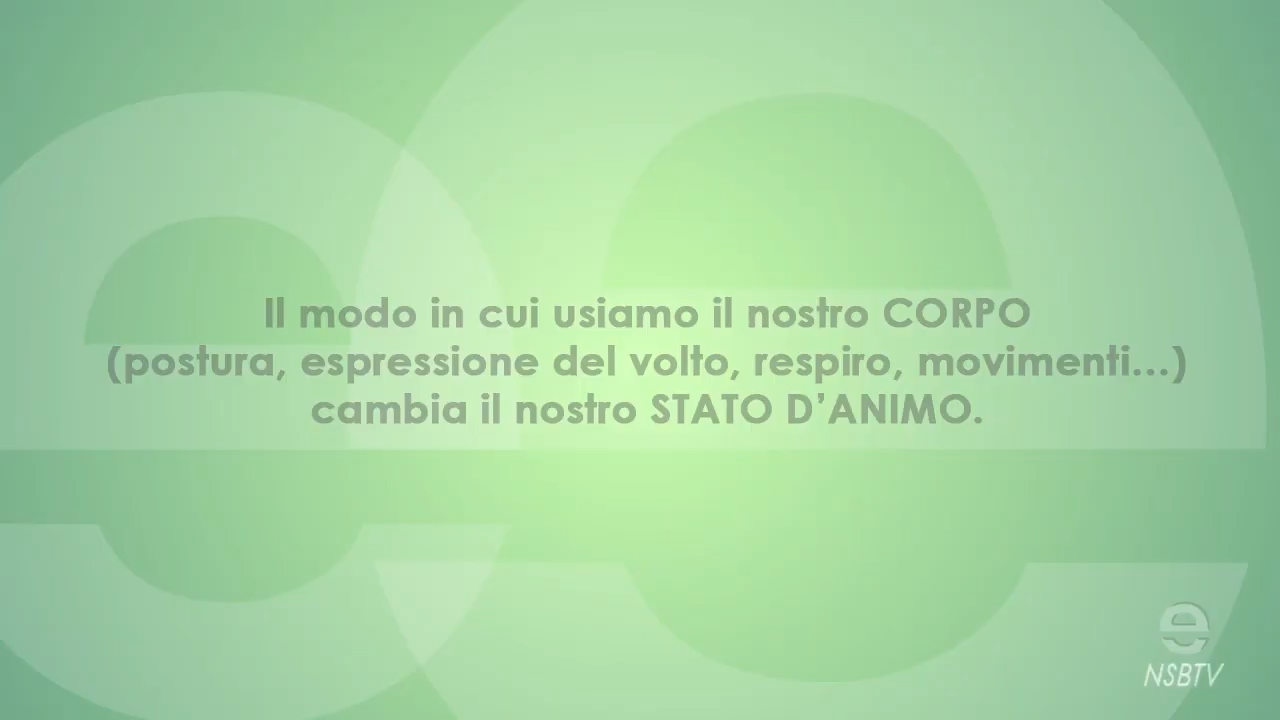 Il modo in cui usiamo il nostro CORPO
(postura, espressione del volto, respiro, movimenti...)
cambia il nostro STATO D'ANIMO.
e
NSBTV